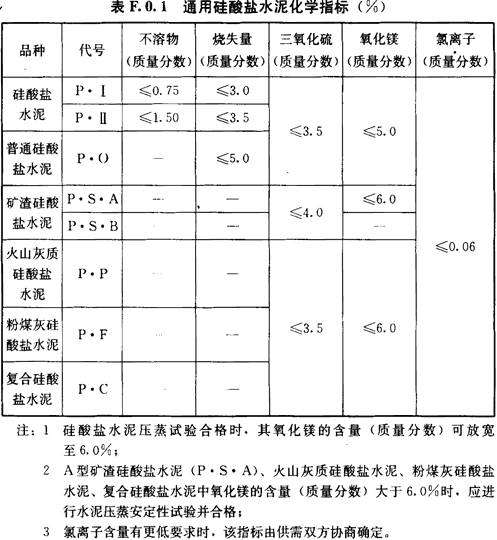 表 F.0.1 通用硅酸盐水泥化学指标（%）
品种 代号 不溶物（质量分数） 烧失量（质量分数） 三氧化硫（质量分数） 氧化镁（质量分数） 氯离子（质量分数）
硅酸盐水泥 P·Ⅰ ≤0.75 ≤3.0 ≤3.5 ≤5.0 ≤0.06
P·Ⅱ ≤1.50 ≤3.5
普通硅酸盐水泥 P·O — ≤5.0
矿渣硅酸盐水泥 P·S·A — — ≤4.0 ≤6.0
P·S·B — — —
火山灰质硅酸盐水泥 P·P — — ≤3.5 ≤6.0
粉煤灰硅酸盐水泥 P·F — —
复合硅酸盐水泥 P·C — —
注：1 硅酸盐水泥压蒸试验合格时，其氧化镁的含量（质量分数）可放宽
至6.0%；
2 A型矿渣硅酸盐水泥（P·S·A）、火山灰质硅酸盐水泥、粉煤灰硅酸盐
水泥、复合硅酸盐水泥中氧化镁的含量（质量分数）大于6.0%时，应进
行水泥压蒸安定性试验并合格；
3 氯离子含量有更低要求时，该指标由供需双方协商确定。